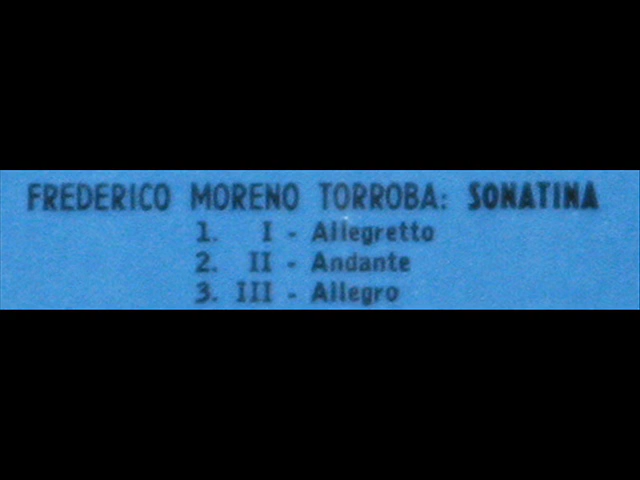 FREDERICO MORENO TORROBA: SONATINA
1. I - Allegretto
2. II - Andante
3. III - Allegro